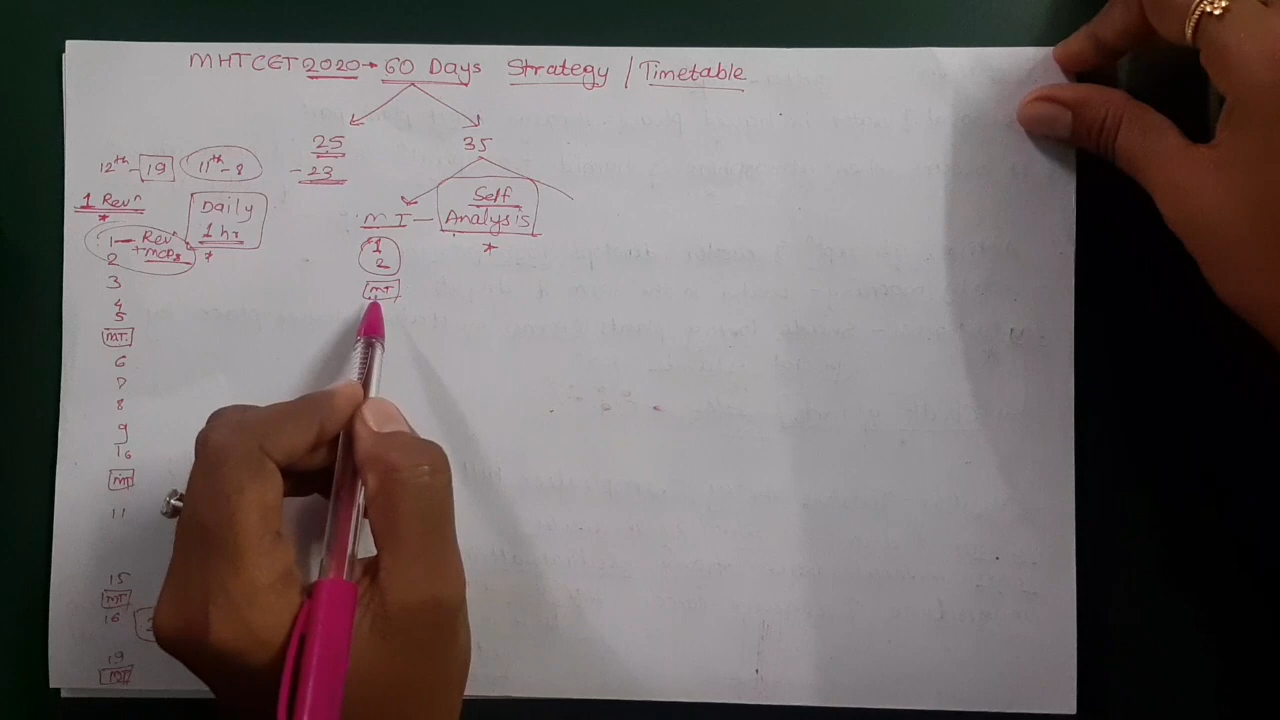 MHTCET 2020 → 60 Days Strategy / Timetable
25 35
- 23
12th - 19 11th - 8
1 Revn
*
Daily
1 hr
*
Self
Analysis
*
MT -
1
2
MT
1 - Revn
+ MCQs
2
3
4
5
MT
6
7
8
9
10
MT
11
15
MT
16
19
MT